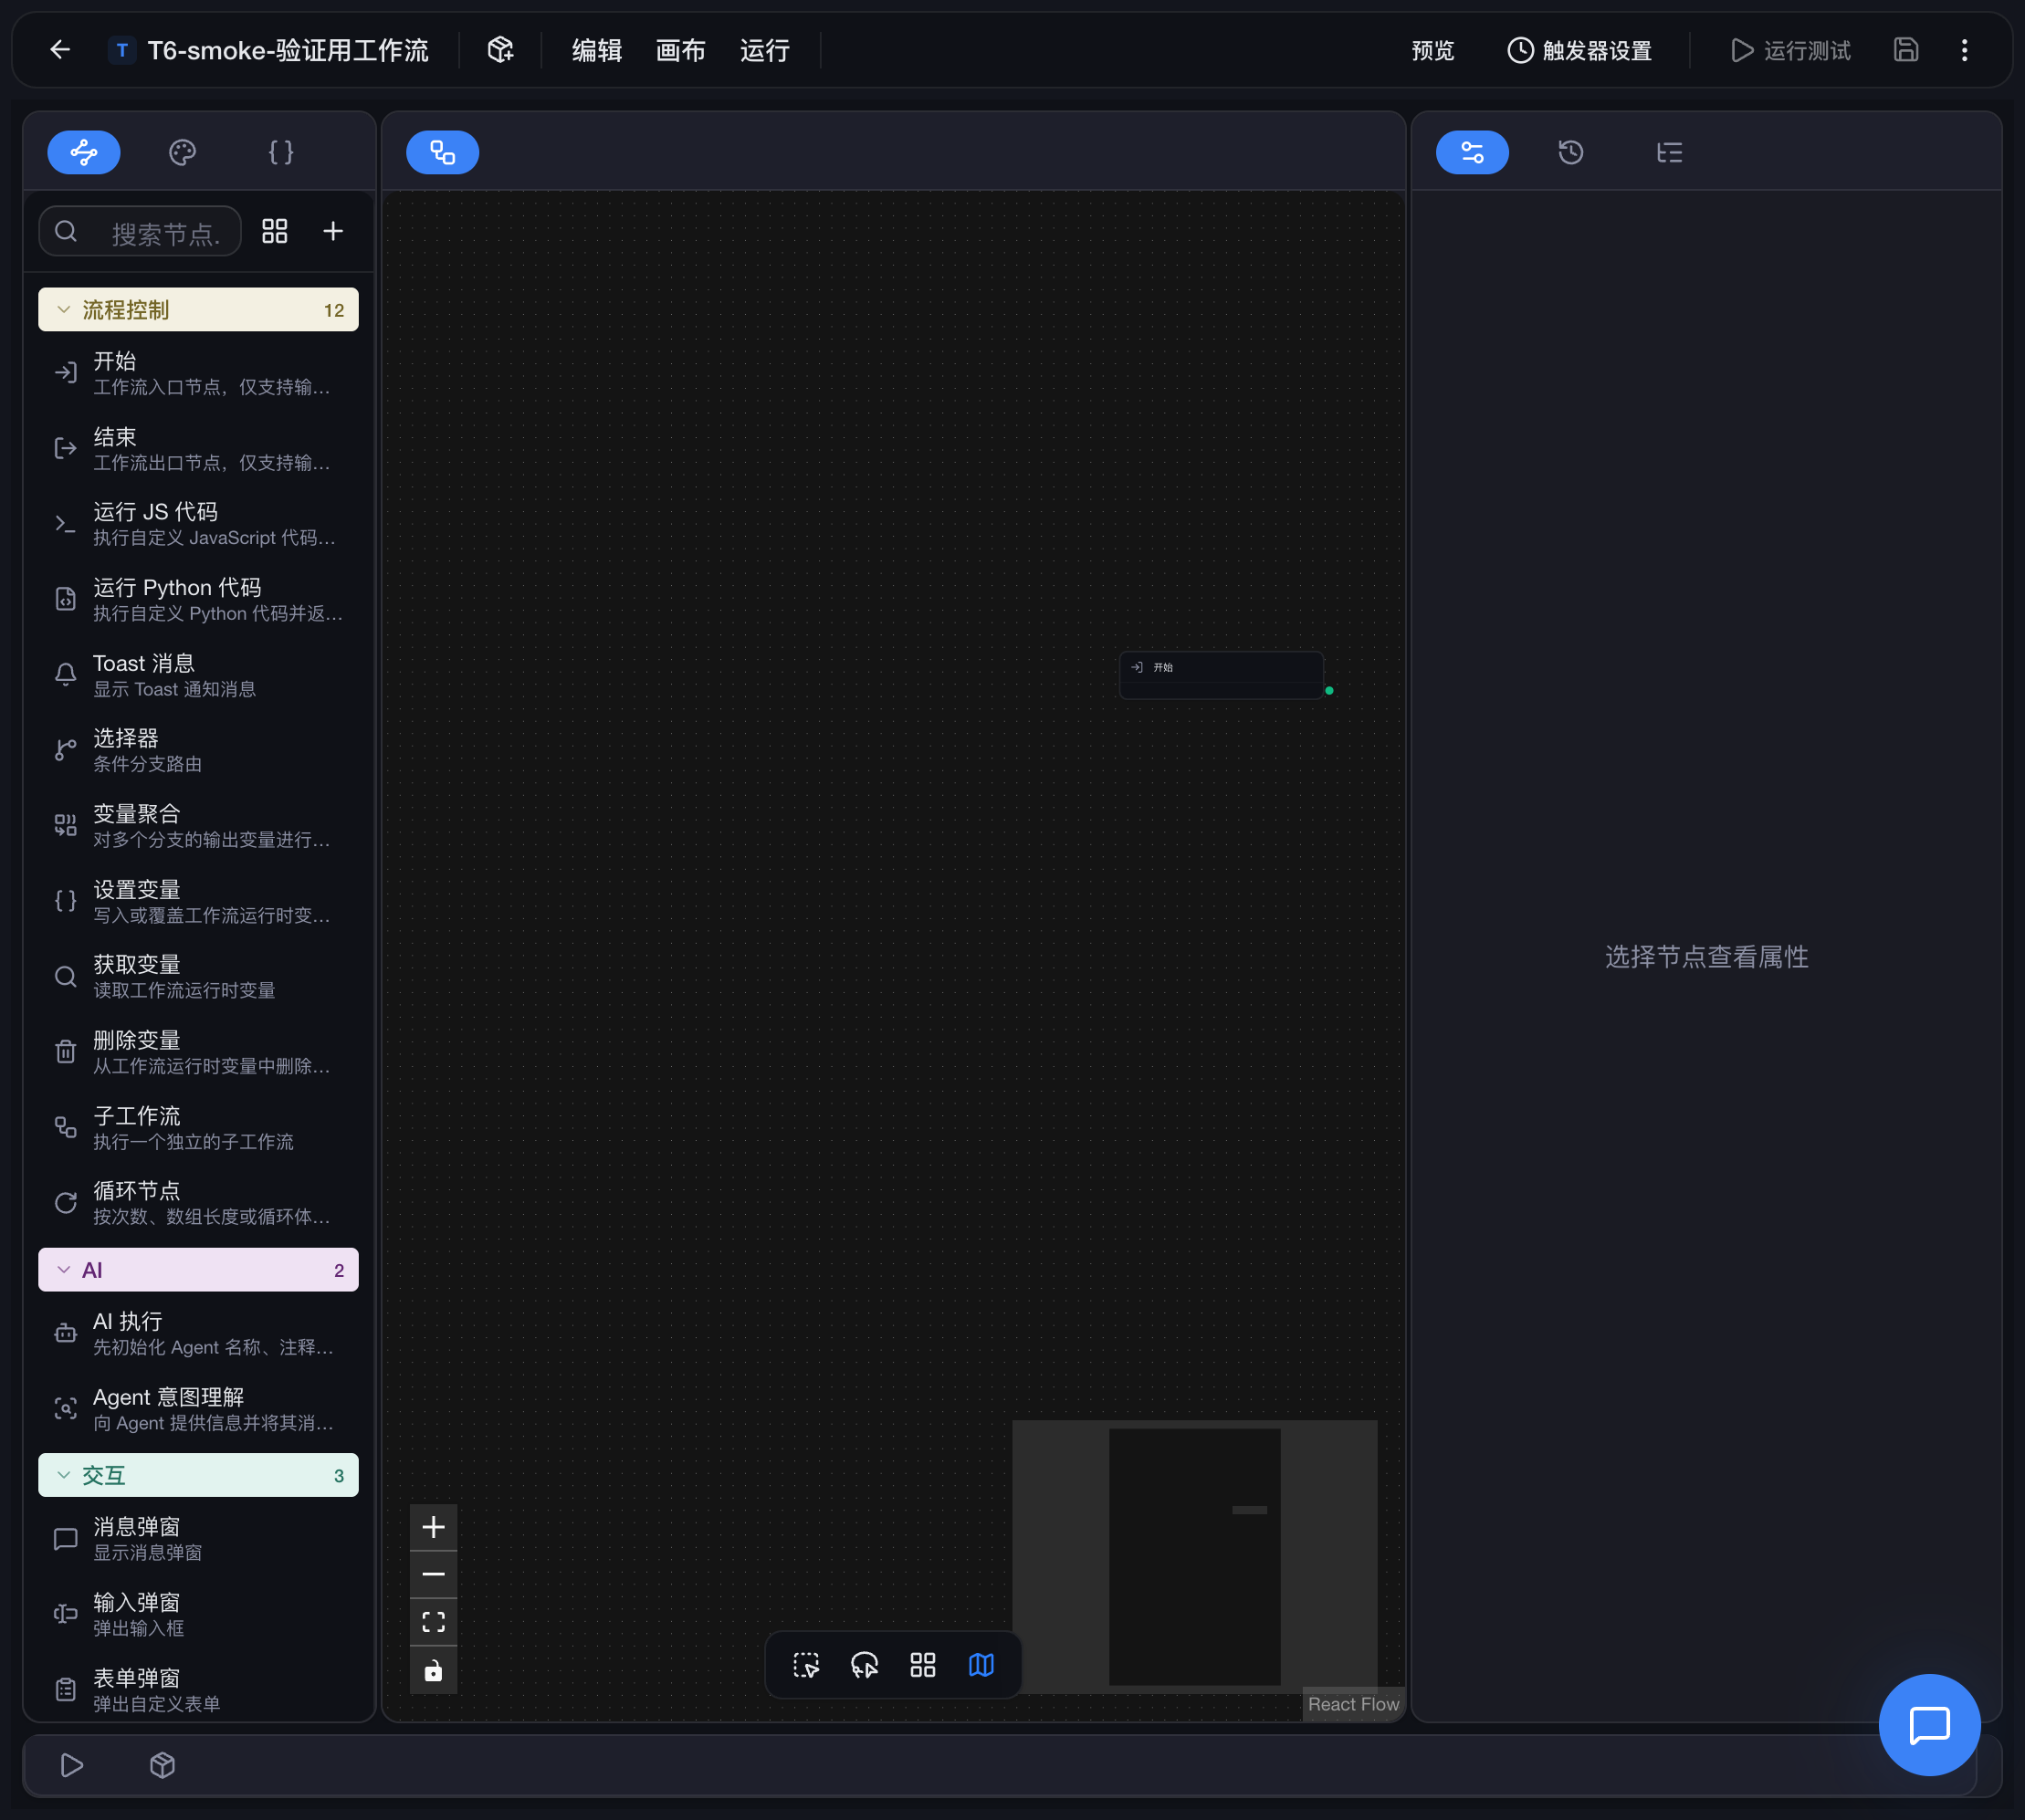 T T6-smoke-验证用工作流 编辑 画布 运行 预览 触发器设置 运行测试
搜索节点.
流程控制 12
开始
工作流入口节点，仅支持输...
结束
工作流出口节点，仅支持输...
运行 JS 代码
执行自定义 JavaScript 代码...
运行 Python 代码
执行自定义 Python 代码并返...
Toast 消息
显示 Toast 通知消息
选择器
条件分支路由
变量聚合
对多个分支的输出变量进行...
设置变量
写入或覆盖工作流运行时变...
获取变量
读取工作流运行时变量
删除变量
从工作流运行时变量中删除...
子工作流
执行一个独立的子工作流
循环节点
按次数、数组长度或循环体...
AI 2
AI 执行
先初始化 Agent 名称、注释...
Agent 意图理解
向 Agent 提供信息并将其消...
交互 3
消息弹窗
显示消息弹窗
输入弹窗
弹出输入框
表单弹窗
弹出自定义表单
开始
React Flow
选择节点查看属性